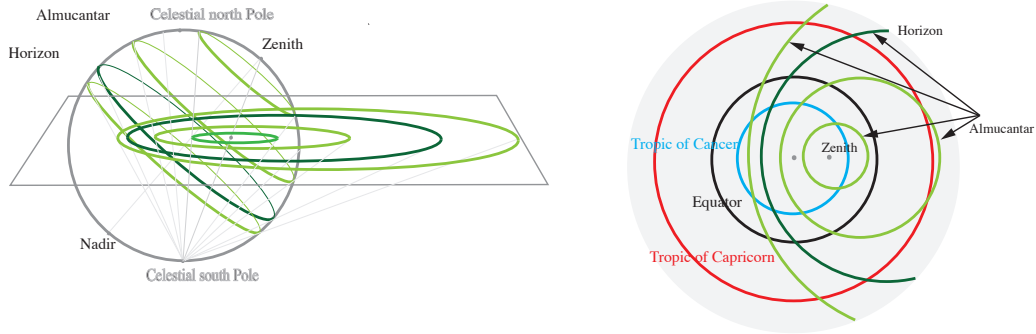 Almucantar
Celestial north Pole
Horizon
Zenith
Nadir
Celestial south Pole
Horizon
Almucantar
Tropic of Cancer
Zenith
Equator
Tropic of Capricorn